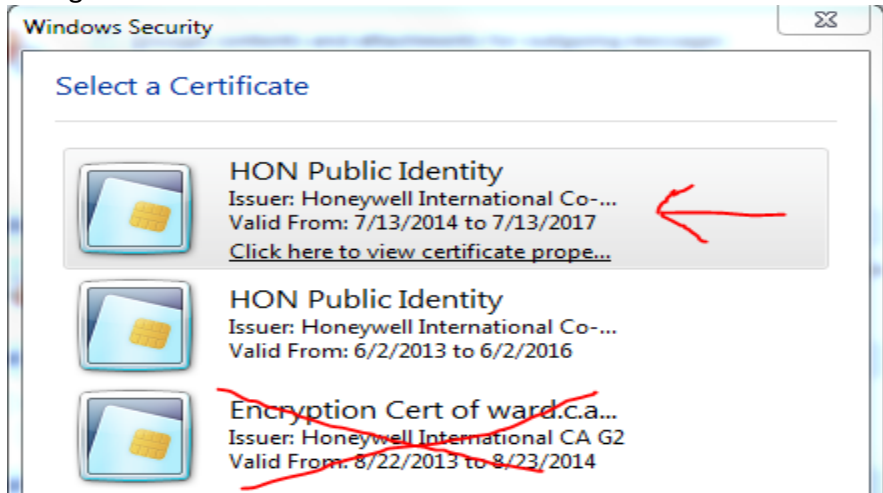 Windows Security
Select a Certificate
HON Public Identity
Issuer: Honeywell International Co-...
Valid From: 7/13/2014 to 7/13/2017
Click here to view certificate prope...
HON Public Identity
Issuer: Honeywell International Co-...
Valid From: 6/2/2013 to 6/2/2016
Encryption Cert of ward.c.a...
Issuer: Honeywell International CA G2
Valid From: 8/22/2013 to 8/23/2014